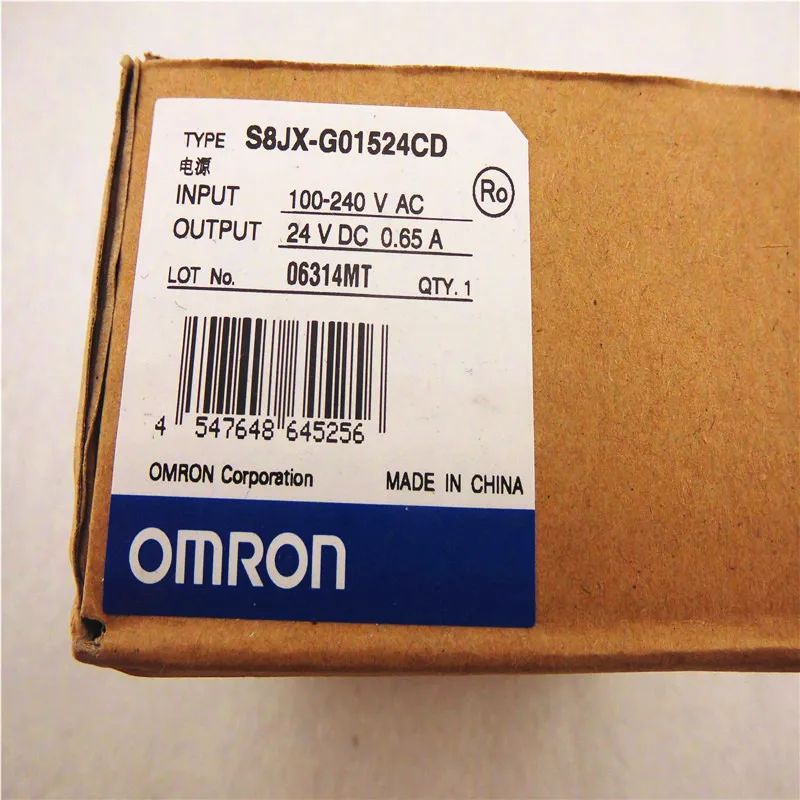 TYPE S8JX-G01524CD
电源
Ro
INPUT 100-240 V AC
OUTPUT 24 V DC 0.65 A
LOT No. 06314MT QTY. 1
4 547648 645256
OMRON Corporation MADE IN CHINA
OMRON